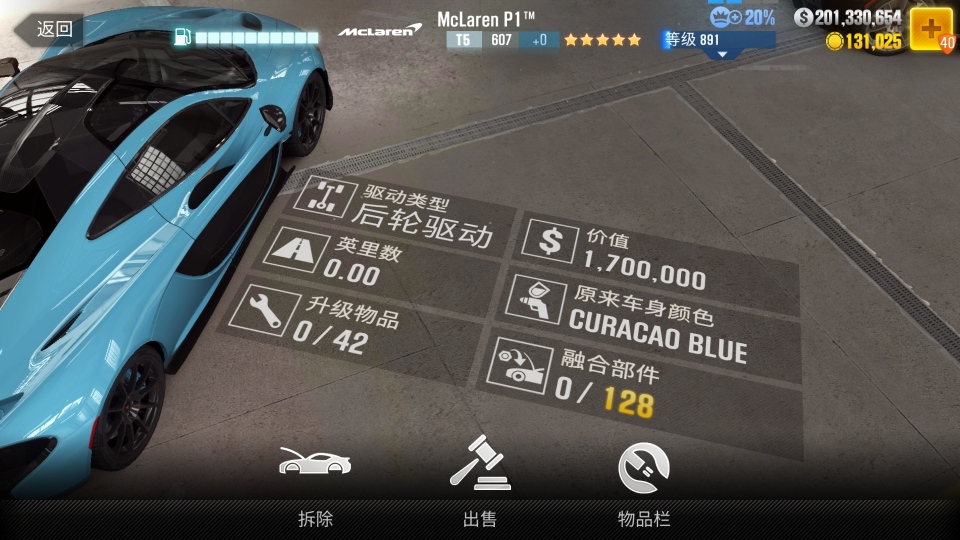 返回
McLaren
McLaren P1™
T5 607 +0
等级 891
20%
201,330,654
131,025
40
驱动类型
后轮驱动
英里数
0.00
升级物品
0/42
价值
1,700,000
原来车身颜色
CURACAO BLUE
融合部件
0/128
拆除
出售
物品栏